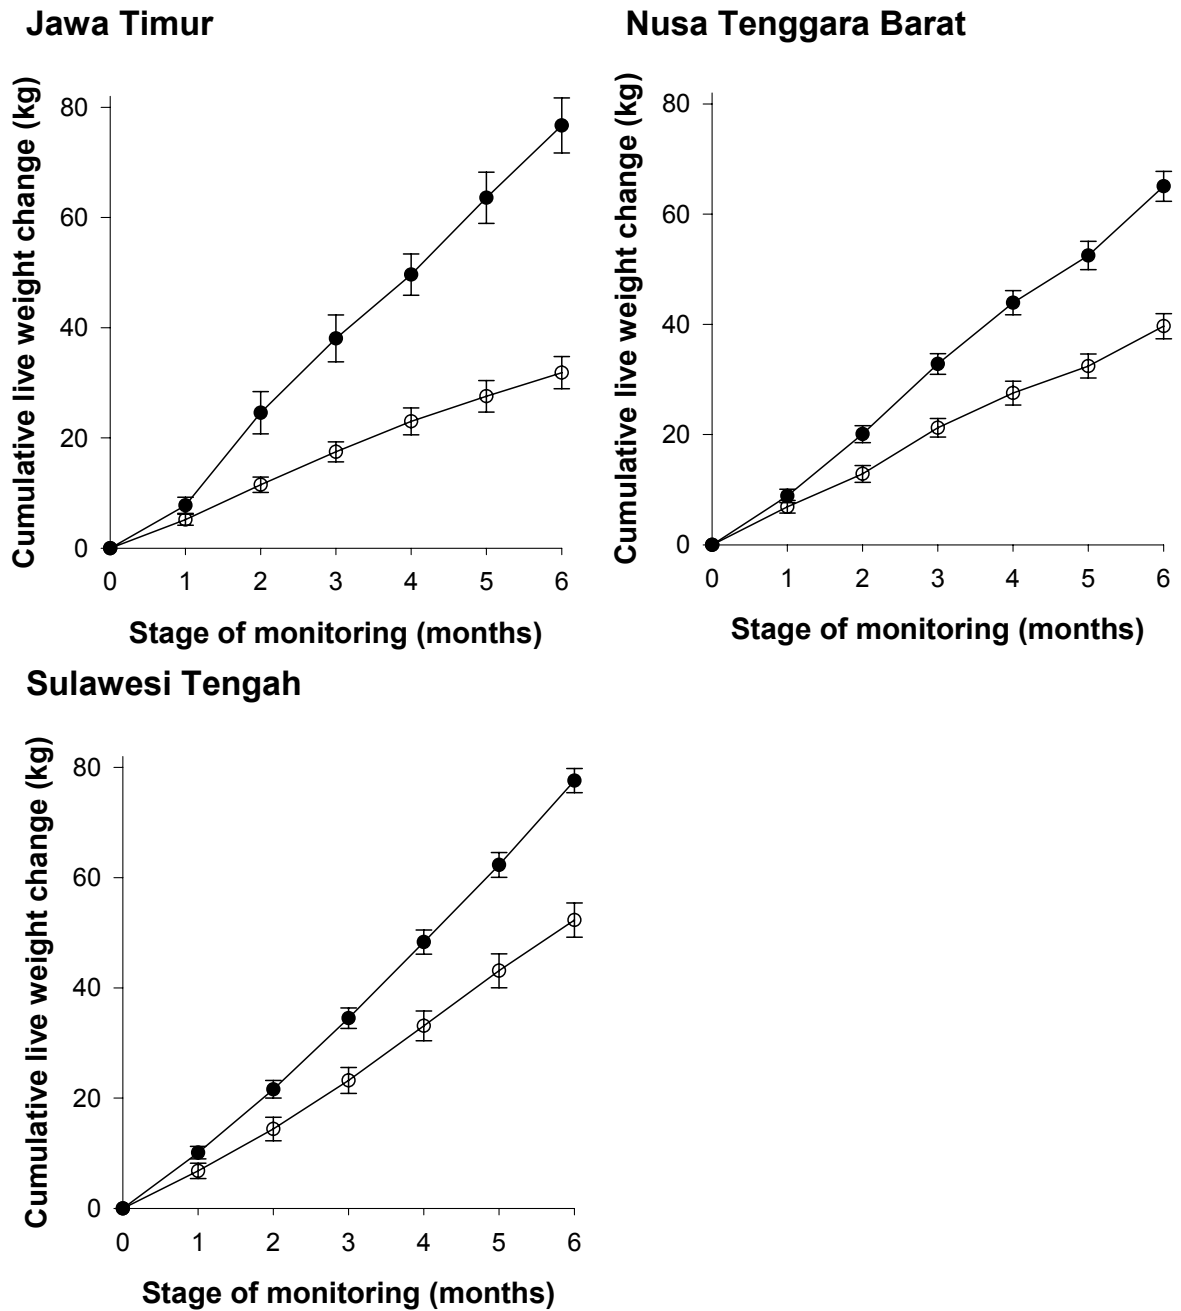 Jawa Timur
Cumulative live weight change (kg)
80
60
40
20
0
0 1 2 3 4 5 6
Stage of monitoring (months)
Nusa Tenggara Barat
Cumulative live weight change (kg)
80
60
40
20
0
0 1 2 3 4 5 6
Stage of monitoring (months)
Sulawesi Tengah
Cumulative live weight change (kg)
80
60
40
20
0
0 1 2 3 4 5 6
Stage of monitoring (months)